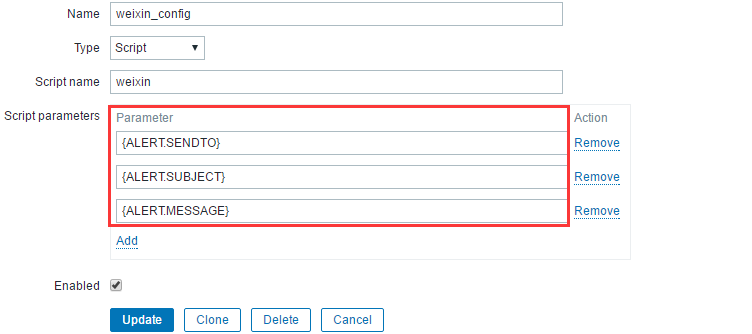 Name weixin_config
Type Script
Script name weixin
Script parameters Parameter Action
{ALERT.SENDTO} Remove
{ALERT.SUBJECT} Remove
{ALERT.MESSAGE} Remove
Add
Enabled
Update Clone Delete Cancel